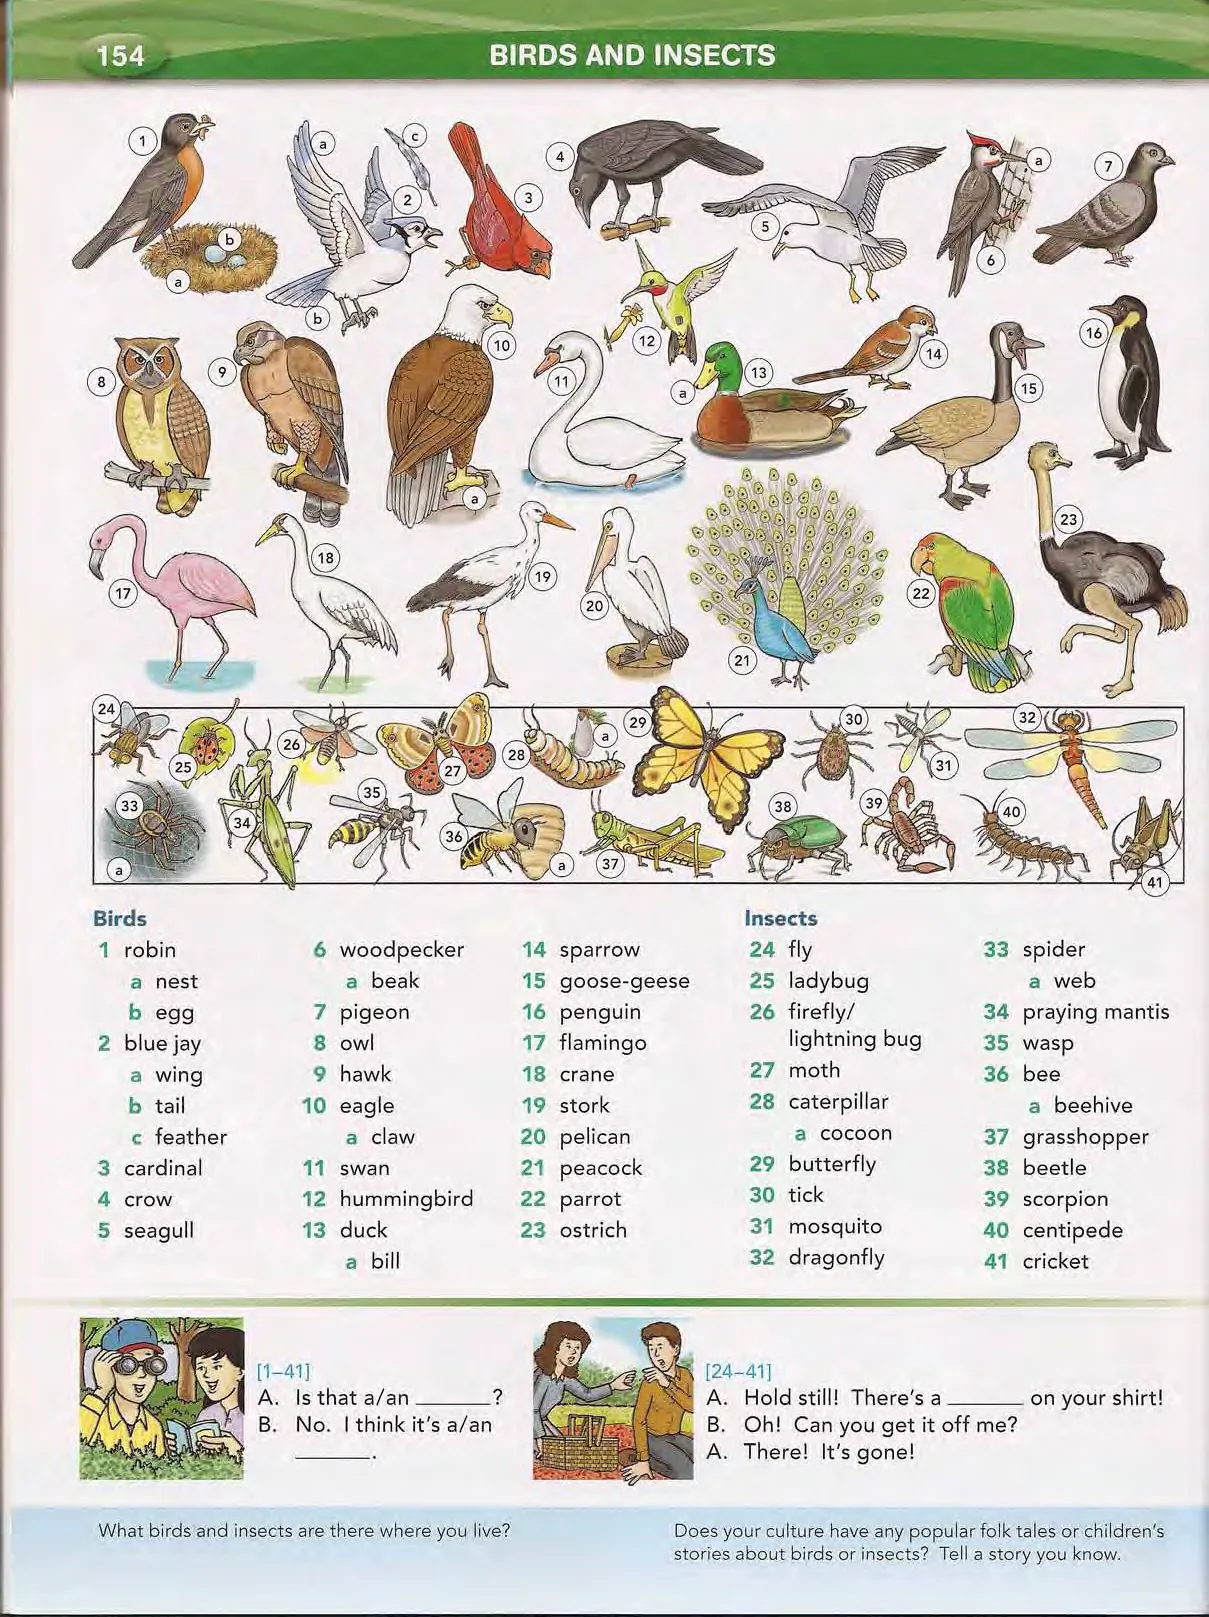 154
BIRDS AND INSECTS
1
a
b
a
b
c
2
3
4
5
a
6
7
8
9
10
a
11
12
13
a
14
15
16
17
18
19
20
21
22
23
24
25
26
27
28
a
29
30
31
32
33
a
34
35
36
a
37
38
39
40
41
Birds
1 robin
a nest
b egg
2 blue jay
a wing
b tail
c feather
3 cardinal
4 crow
5 seagull
6 woodpecker
a beak
7 pigeon
8 owl
9 hawk
10 eagle
a claw
11 swan
12 hummingbird
13 duck
a bill
14 sparrow
15 goose-geese
16 penguin
17 flamingo
18 crane
19 stork
20 pelican
21 peacock
22 parrot
23 ostrich
Insects
24 fly
25 ladybug
26 firefly/
lightning bug
27 moth
28 caterpillar
a cocoon
29 butterfly
30 tick
31 mosquito
32 dragonfly
33 spider
a web
34 praying mantis
35 wasp
36 bee
a beehive
37 grasshopper
38 beetle
39 scorpion
40 centipede
41 cricket
[1–41]
A. Is that a/an ________?
B. No. I think it's a/an
________.
[24–41]
A. Hold still! There's a ________ on your shirt!
B. Oh! Can you get it off me?
A. There! It's gone!
What birds and insects are there where you live?
Does your culture have any popular folk tales or children's
stories about birds or insects? Tell a story you know.